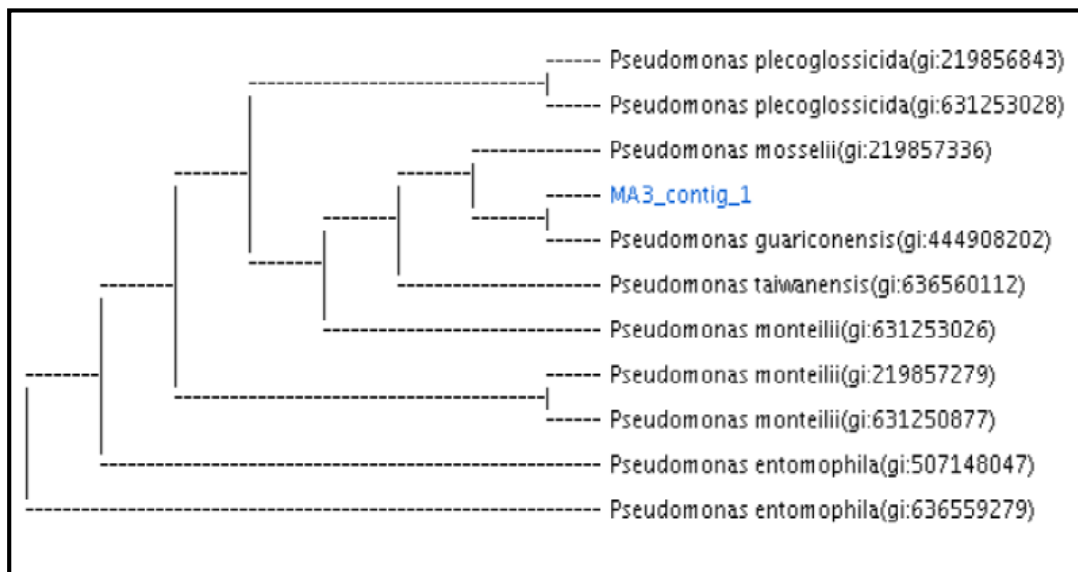 Pseudomonas plecoglossicida(gi:219856843)
Pseudomonas plecoglossicida(gi:631253028)
Pseudomonas mosselii(gi:219857336)
MA3_contig_1
Pseudomonas guariconensis(gi:444908202)
Pseudomonas taiwanensis(gi:636560112)
Pseudomonas monteilii(gi:631253026)
Pseudomonas monteilii(gi:219857279)
Pseudomonas monteilii(gi:631250877)
Pseudomonas entomophila(gi:507148047)
Pseudomonas entomophila(gi:636559279)